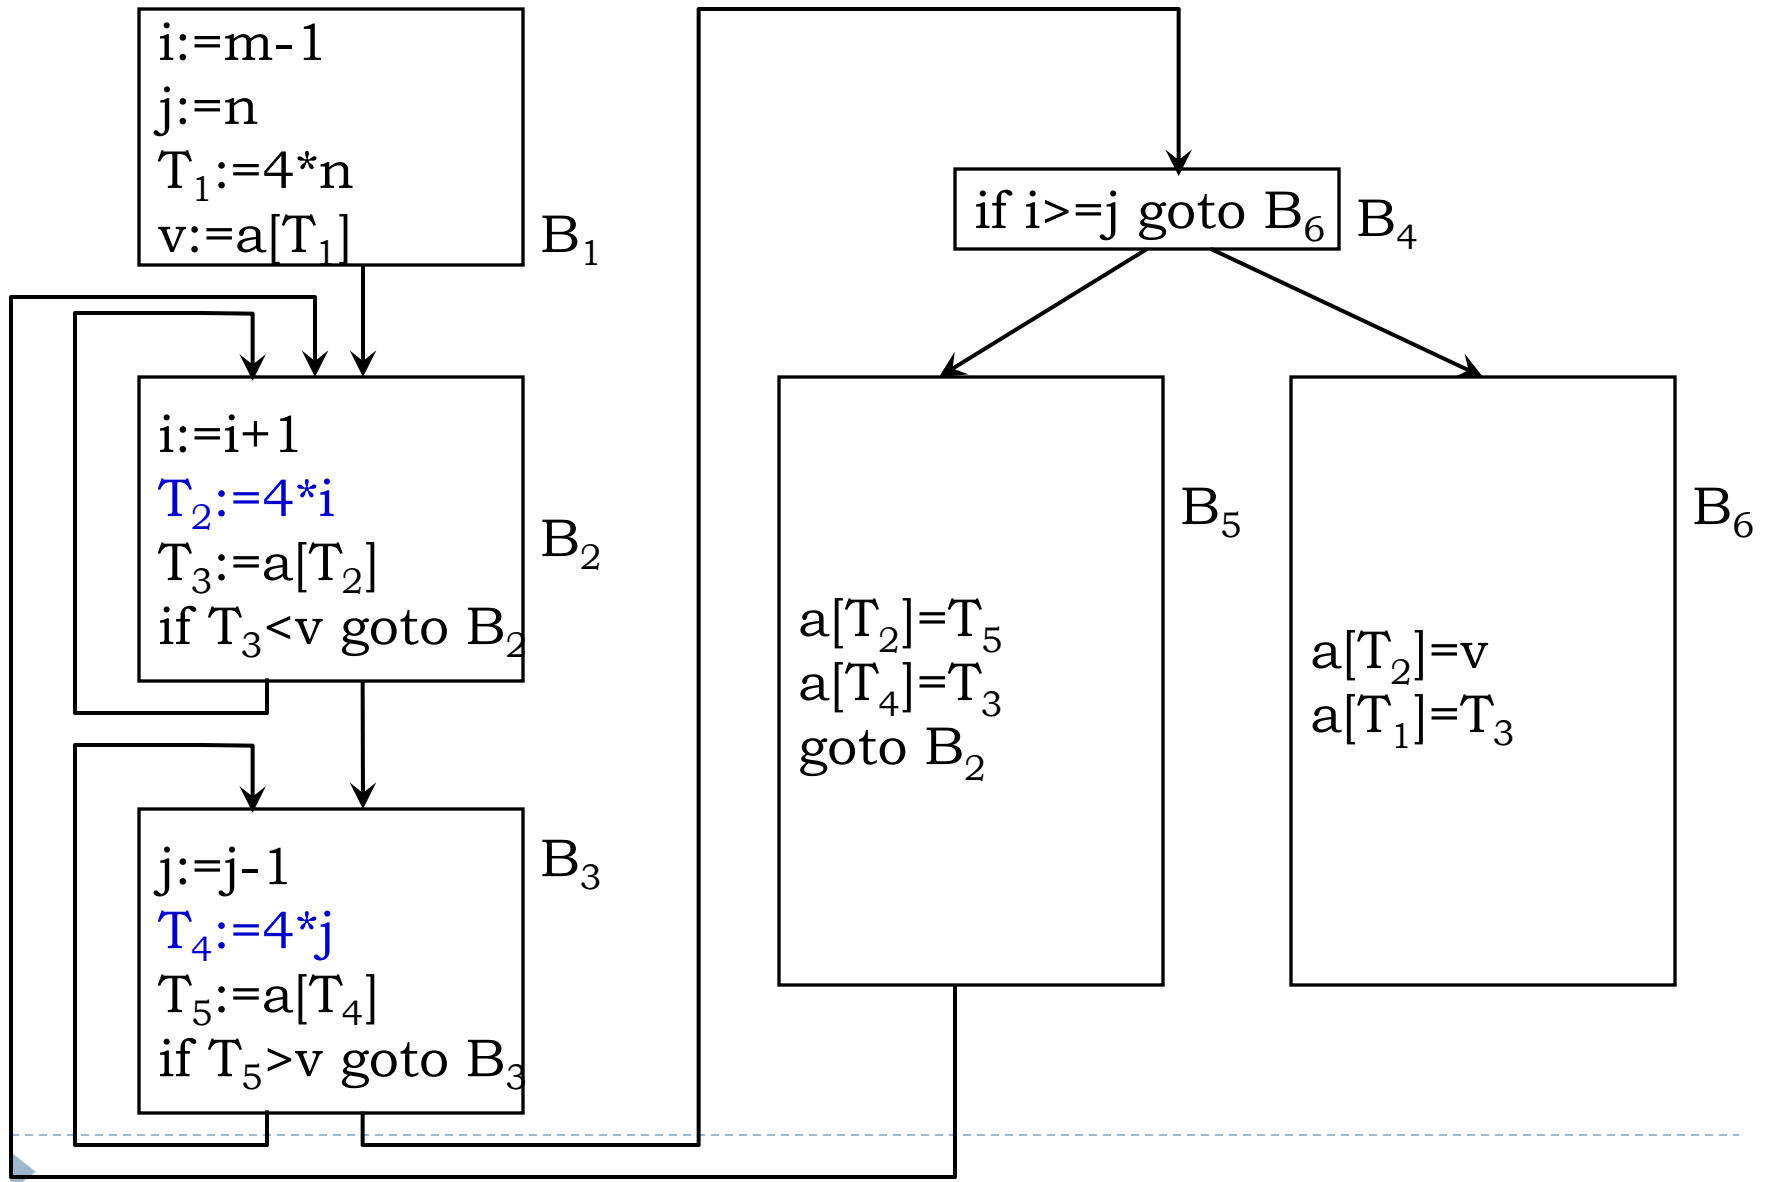 i:=m-1
j:=n
T₁:=4*n
v:=a[T₁]
B₁
i:=i+1
T₂:=4*i
T₃:=a[T₂]
if T₃<v goto B₂
B₂
j:=j-1
T₄:=4*j
T₅:=a[T₄]
if T₅>v goto B₃
B₃
if i>=j goto B₆
B₄
a[T₂]=T₅
a[T₄]=T₃
goto B₂
B₅
a[T₂]=v
a[T₁]=T₃
B₆